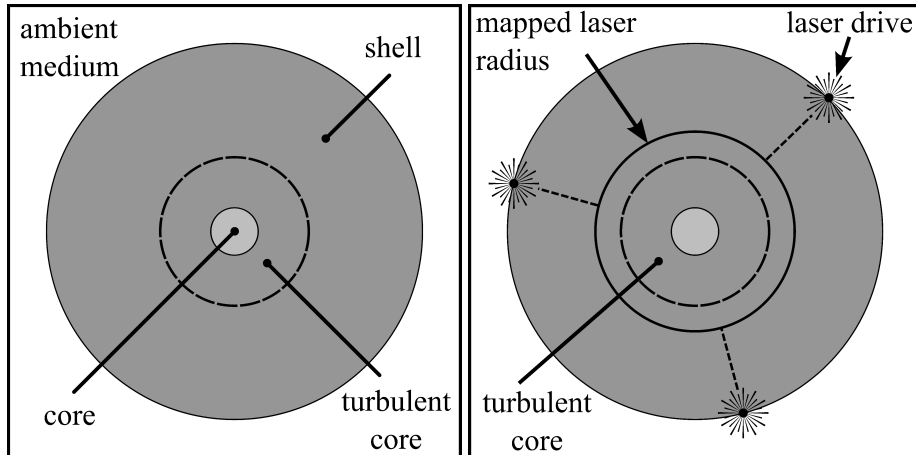 ambient
medium
shell
core
turbulent
core
mapped laser
radius
laser drive
turbulent
core